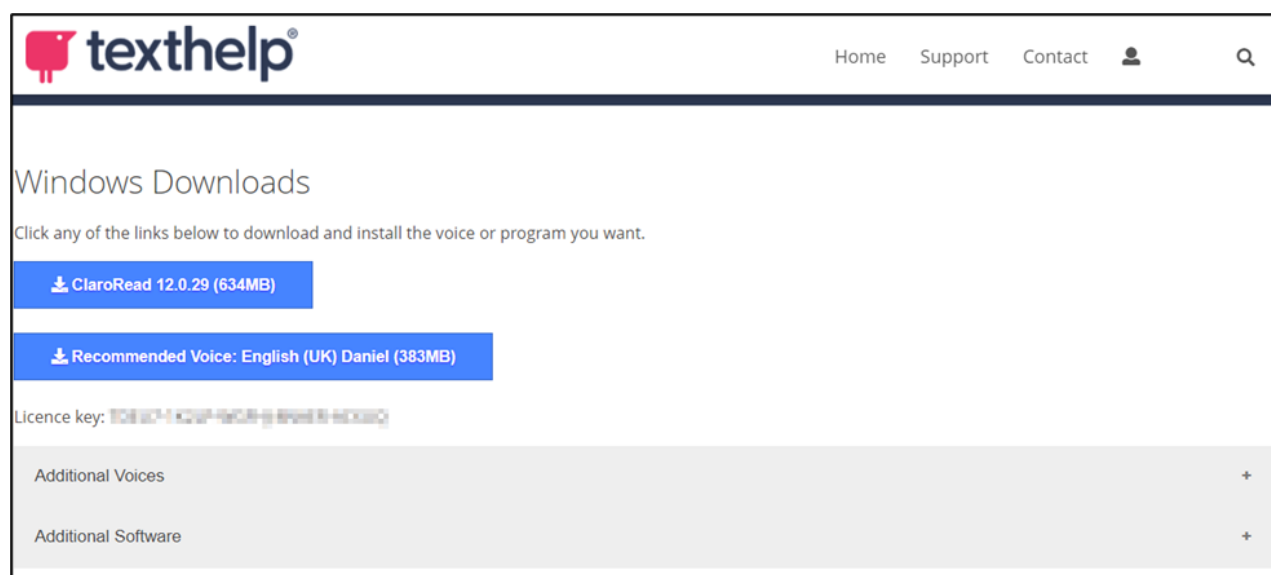 texthelp®
Home Support Contact
Windows Downloads
Click any of the links below to download and install the voice or program you want.
ClaroRead 12.0.29 (634MB)
Recommended Voice: English (UK) Daniel (383MB)
Licence key:
Additional Voices +
Additional Software +